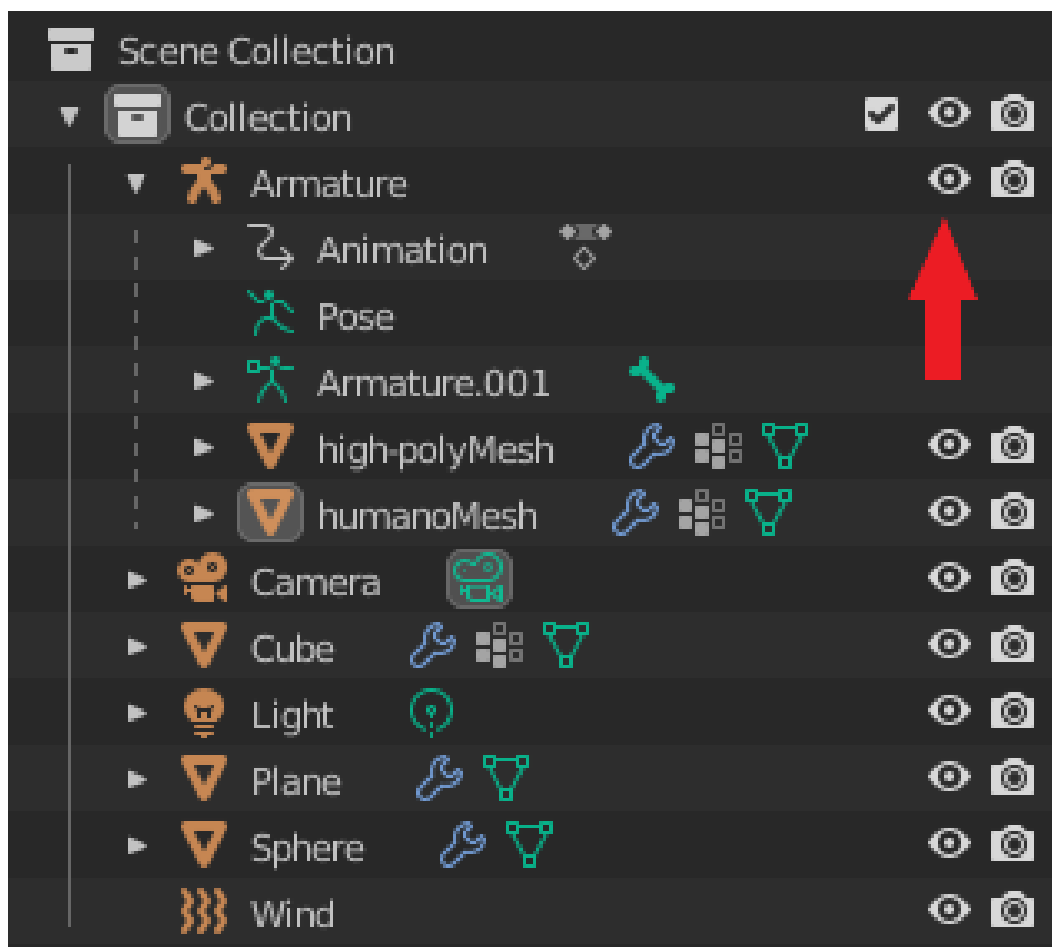 Scene Collection
Collection
Armature
Animation
Pose
Armature.001
high-polyMesh
humanoMesh
Camera
Cube
Light
Plane
Sphere
Wind